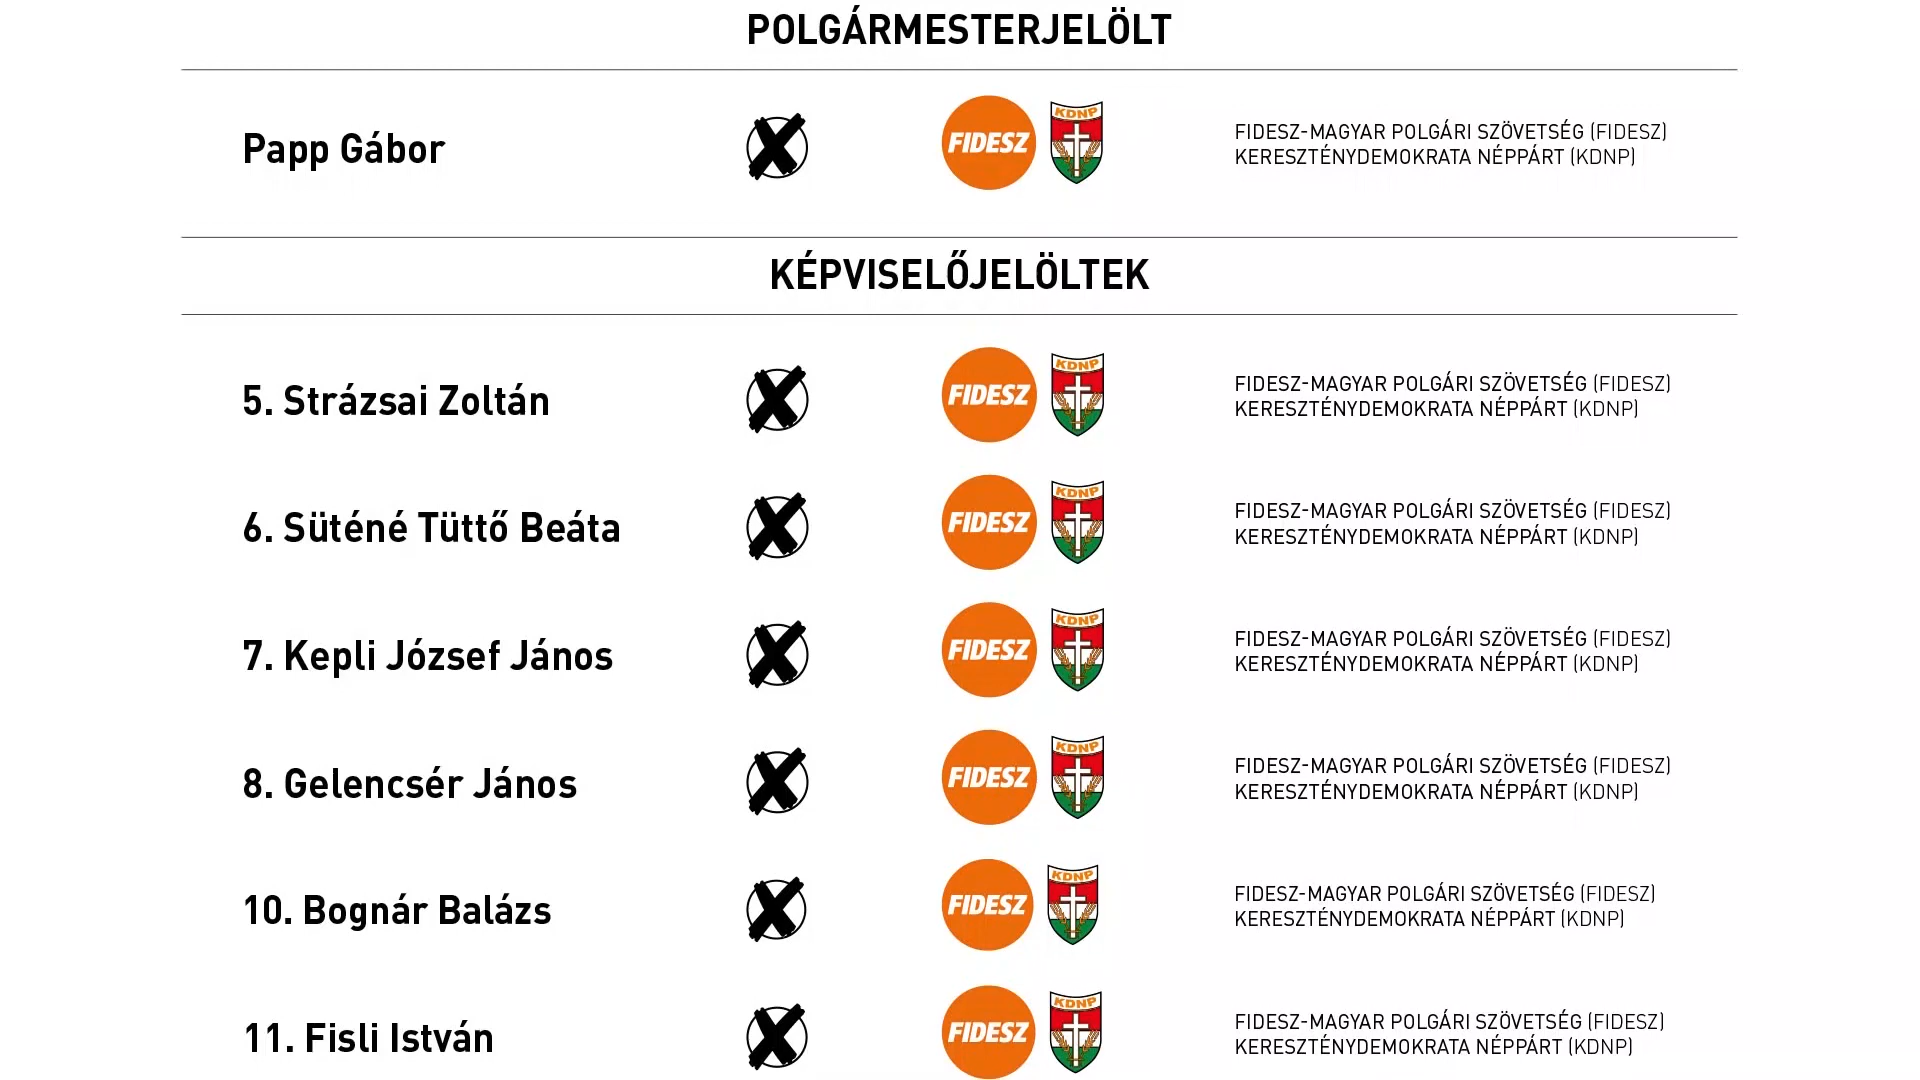 POLGÁRMESTERJELÖLT
Papp Gábor
FIDESZ
KDNP
FIDESZ-MAGYAR POLGÁRI SZÖVETSÉG (FIDESZ)
KERESZTÉNYDEMOKRATA NÉPPÁRT (KDNP)
KÉPVISELŐJELÖLTEK
5. Strázsai Zoltán
FIDESZ
KDNP
FIDESZ-MAGYAR POLGÁRI SZÖVETSÉG (FIDESZ)
KERESZTÉNYDEMOKRATA NÉPPÁRT (KDNP)
6. Süténé Tüttő Beáta
FIDESZ
KDNP
FIDESZ-MAGYAR POLGÁRI SZÖVETSÉG (FIDESZ)
KERESZTÉNYDEMOKRATA NÉPPÁRT (KDNP)
7. Kepli József János
FIDESZ
KDNP
FIDESZ-MAGYAR POLGÁRI SZÖVETSÉG (FIDESZ)
KERESZTÉNYDEMOKRATA NÉPPÁRT (KDNP)
8. Gelencsér János
FIDESZ
KDNP
FIDESZ-MAGYAR POLGÁRI SZÖVETSÉG (FIDESZ)
KERESZTÉNYDEMOKRATA NÉPPÁRT (KDNP)
10. Bognár Balázs
FIDESZ
KDNP
FIDESZ-MAGYAR POLGÁRI SZÖVETSÉG (FIDESZ)
KERESZTÉNYDEMOKRATA NÉPPÁRT (KDNP)
11. Fisli István
FIDESZ
KDNP
FIDESZ-MAGYAR POLGÁRI SZÖVETSÉG (FIDESZ)
KERESZTÉNYDEMOKRATA NÉPPÁRT (KDNP)